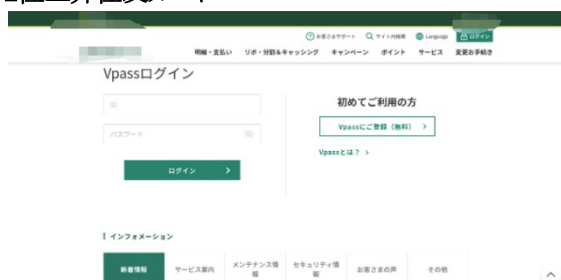 お客さまサポート サイト内検索 Language ログイン
明細・支払い リボ・分割&キャッシング キャンペーン ポイント サービス 変更お手続き
Vpassログイン
ID
パスワード
ログイン
初めてご利用の方
Vpassにご登録（無料）
Vpassとは？
インフォメーション
新着情報 サービス案内 メンテナンス情報 セキュリティ情報 お客さまの声 その他